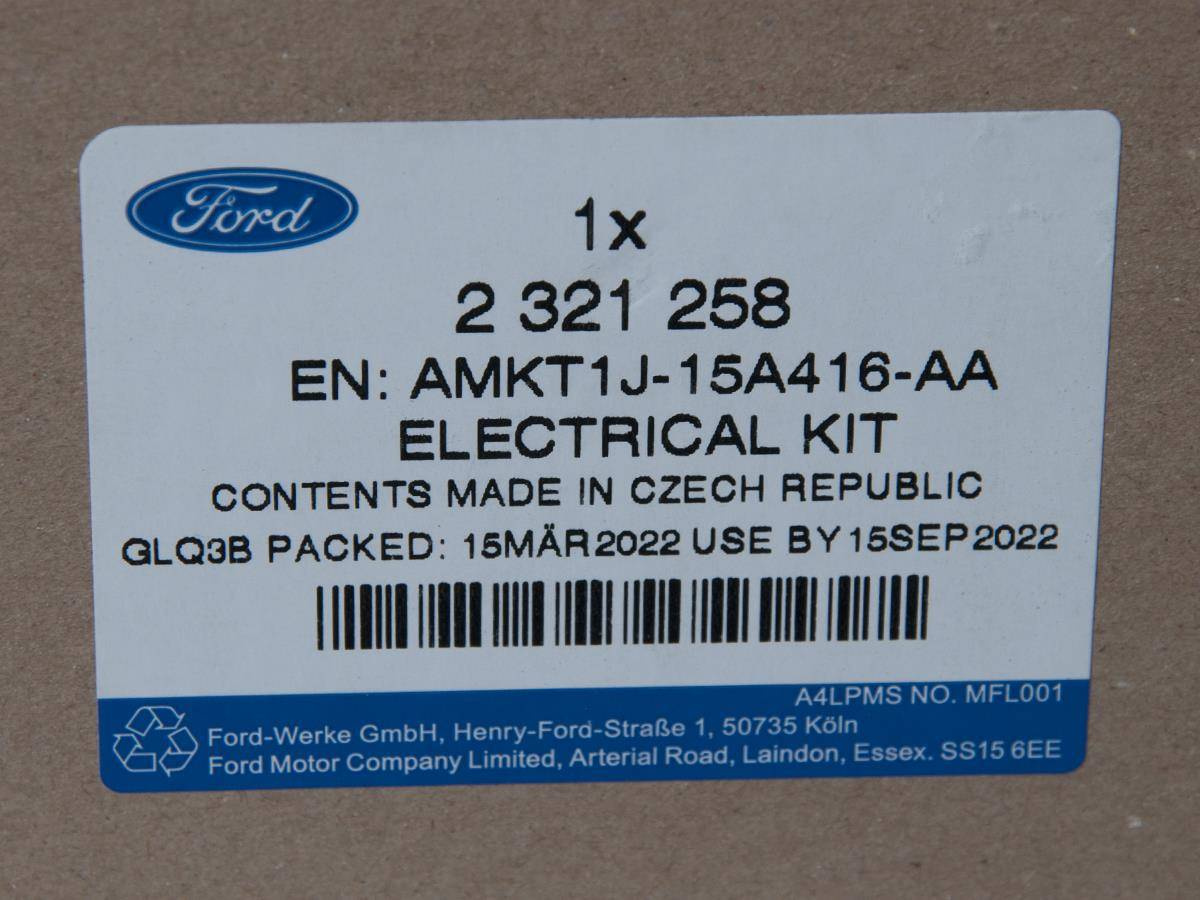 Ford
1x
2 321 258
EN: AMKT1J-15A416-AA
ELECTRICAL KIT
CONTENTS MADE IN CZECH REPUBLIC
GLQ3B PACKED: 15MÄR2022 USE BY 15SEP2022
A4LPMS NO. MFL001
Ford-Werke GmbH, Henry-Ford-Straße 1, 50735 Köln
Ford Motor Company Limited, Arterial Road, Laindon, Essex. SS15 6EE